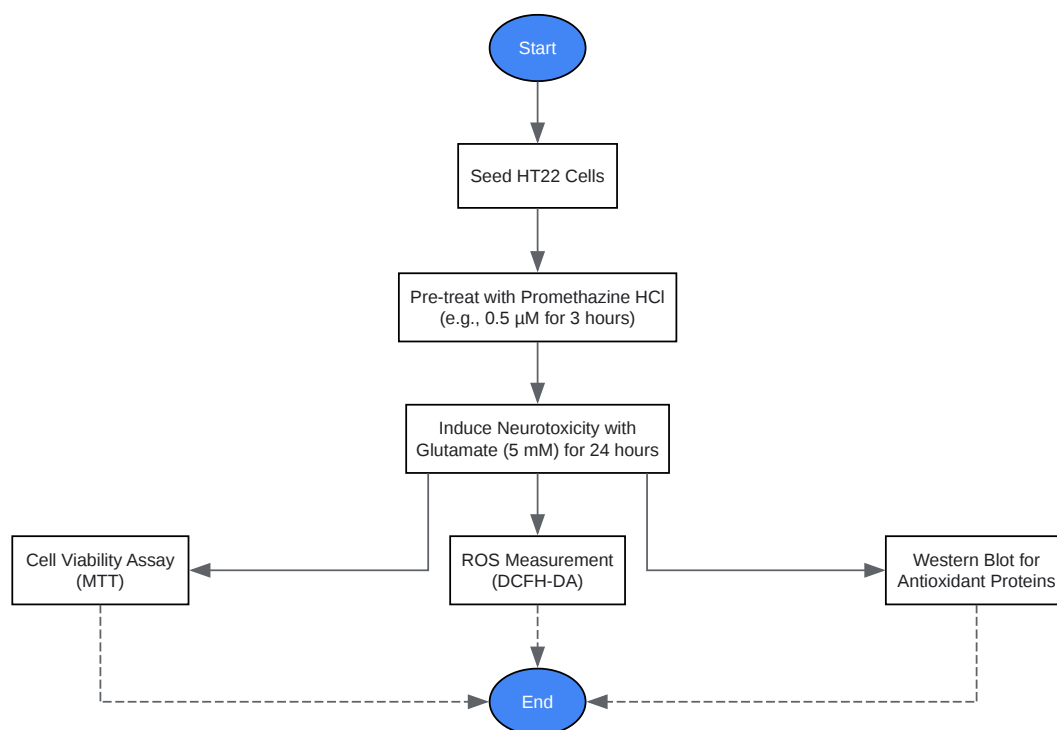 Start
Seed HT22 Cells
Pre-treat with Promethazine HCl
(e.g., 0.5 µM for 3 hours)
Induce Neurotoxicity with
Glutamate (5 mM) for 24 hours
Cell Viability Assay
(MTT)
ROS Measurement
(DCFH-DA)
Western Blot for
Antioxidant Proteins
End